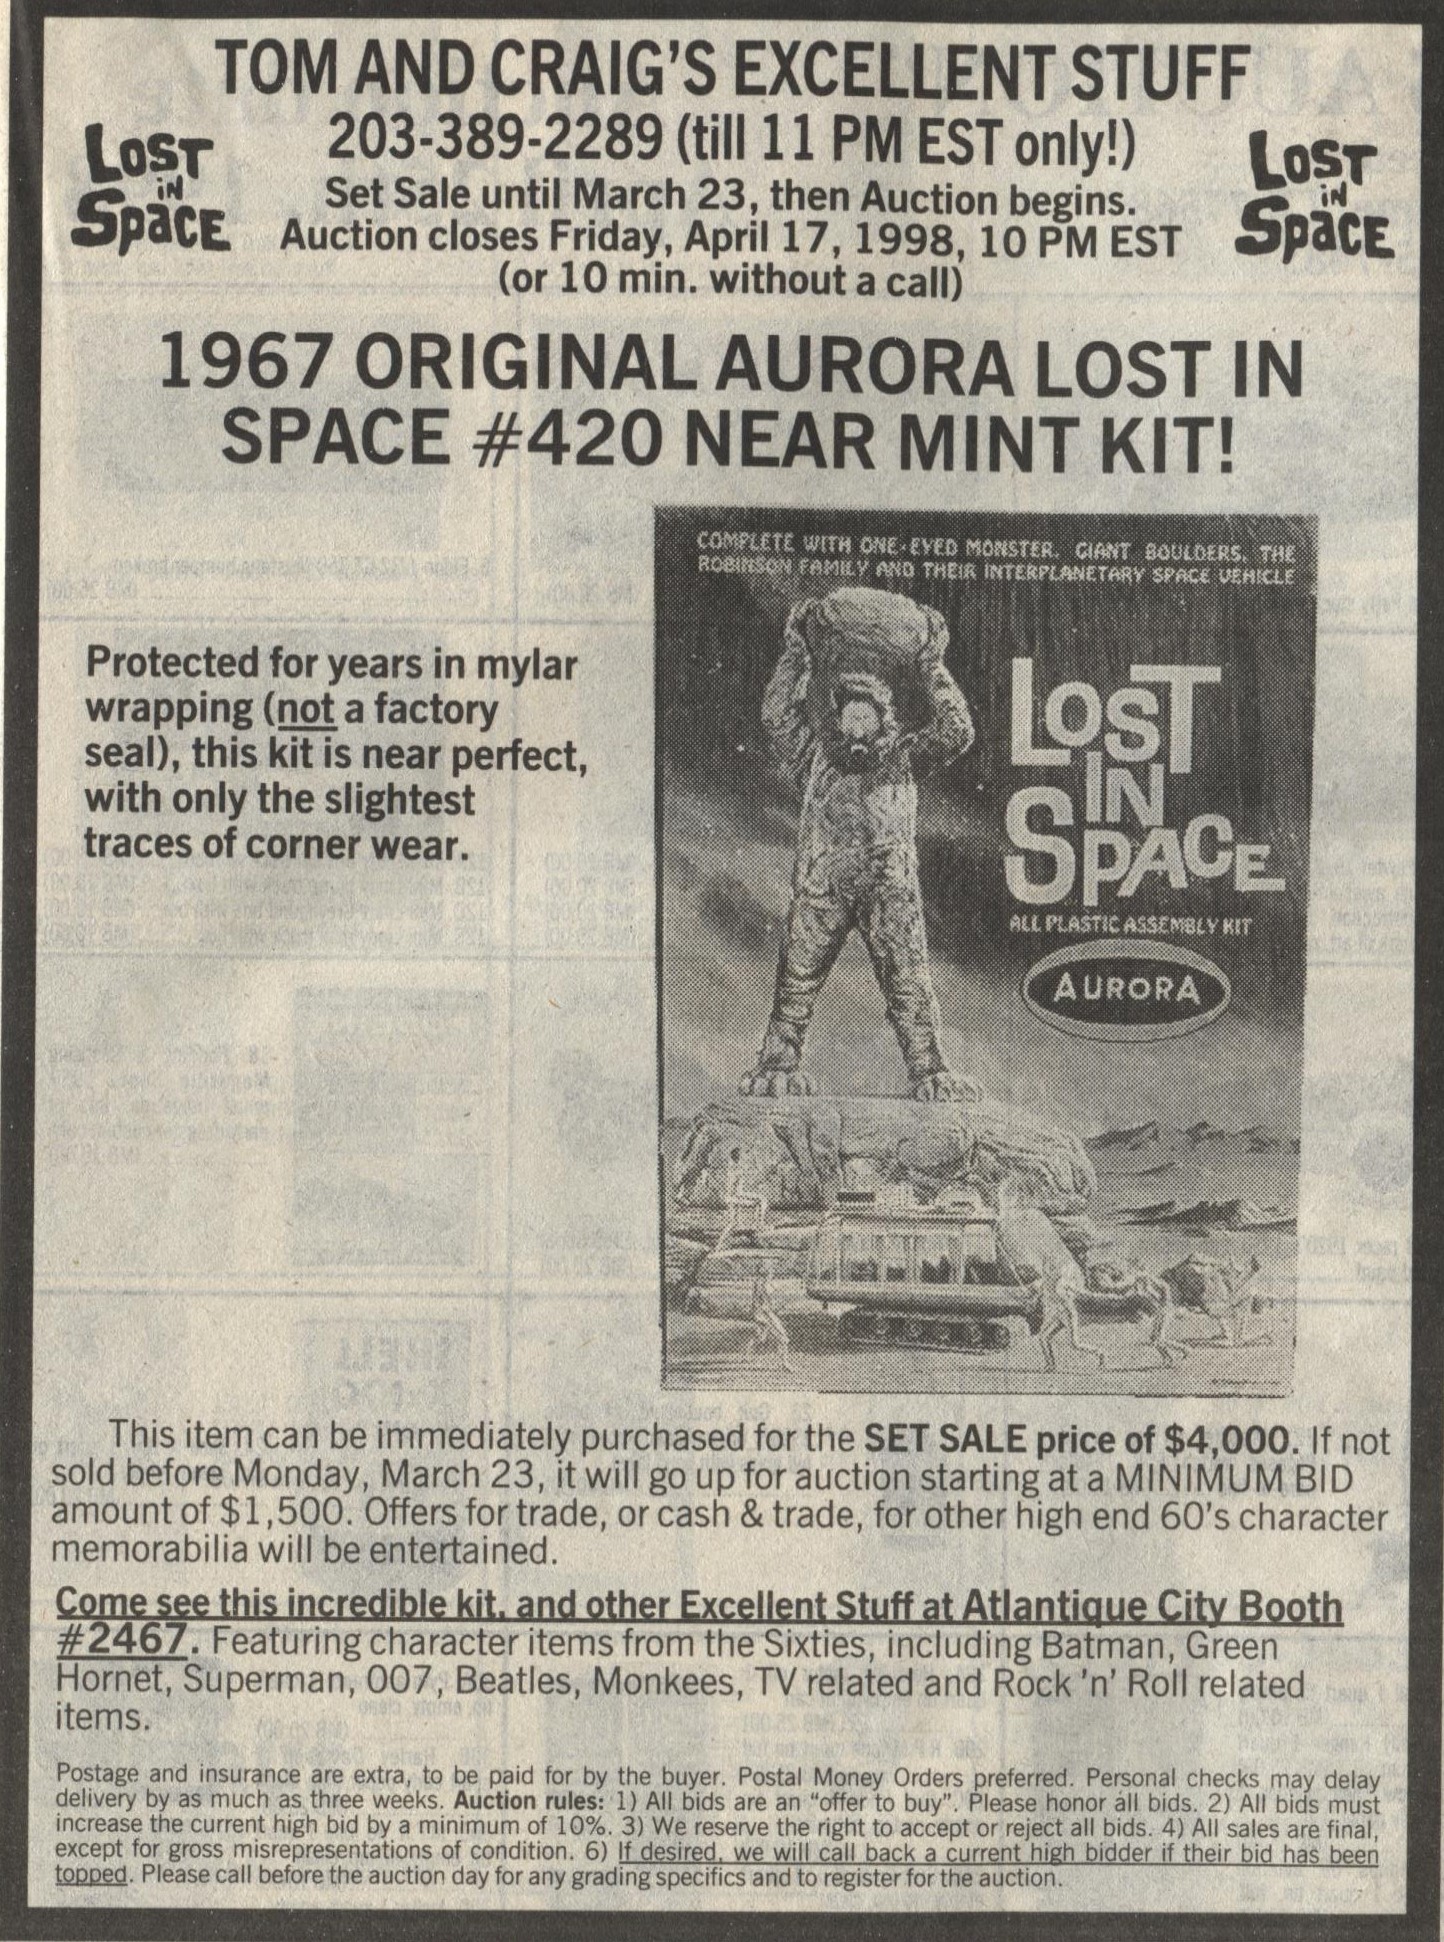 TOM AND CRAIG'S EXCELLENT STUFF
203-389-2289 (till 11 PM EST only!)
LOST
IN
SPACE
Set Sale until March 23, then Auction begins.
Auction closes Friday, April 17, 1998, 10 PM EST
(or 10 min. without a call)
LOST
IN
SPACE
1967 ORIGINAL AURORA LOST IN
SPACE #420 NEAR MINT KIT!
Protected for years in mylar
wrapping (not a factory
seal), this kit is near perfect,
with only the slightest
traces of corner wear.
COMPLETE WITH ONE-EYED MONSTER, GIANT BOULDERS, THE
ROBINSON FAMILY AND THEIR INTERPLANETARY SPACE VEHICLE
LOST
IN
SPACE
ALL PLASTIC ASSEMBLY KIT
AURORA
This item can be immediately purchased for the SET SALE price of $4,000. If not
sold before Monday, March 23, it will go up for auction starting at a MINIMUM BID
amount of $1,500. Offers for trade, or cash & trade, for other high end 60's character
memorabilia will be entertained.
Come see this incredible kit, and other Excellent Stuff at Atlantique City Booth
#2467. Featuring character items from the Sixties, including Batman, Green
Hornet, Superman, 007, Beatles, Monkees, TV related and Rock 'n' Roll related
items.
Postage and insurance are extra, to be paid for by the buyer. Postal Money Orders preferred. Personal checks may delay
delivery by as much as three weeks. Auction rules: 1) All bids are an "offer to buy". Please honor all bids. 2) All bids must
increase the current high bid by a minimum of 10%. 3) We reserve the right to accept or reject all bids. 4) All sales are final,
except for gross misrepresentations of condition. 6) If desired, we will call back a current high bidder if their bid has been
topped. Please call before the auction day for any grading specifics and to register for the auction.